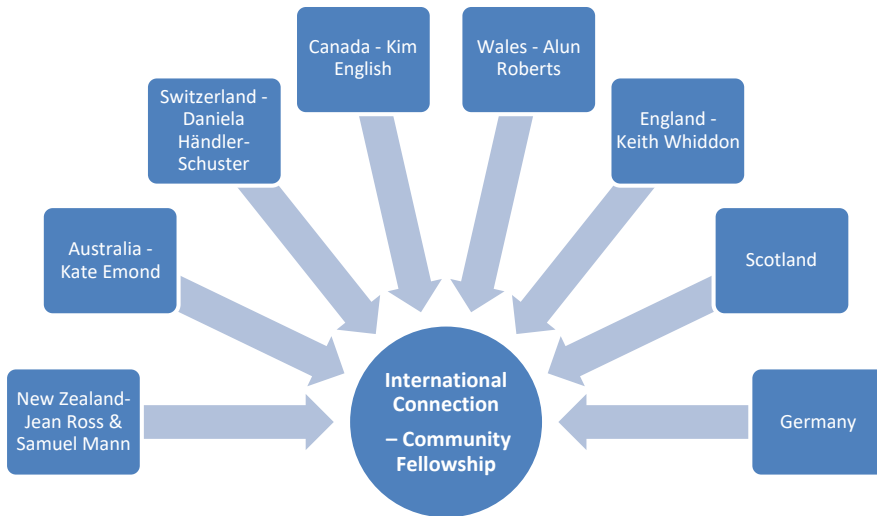 Canada - Kim
English
Wales - Alun
Roberts
Switzerland -
Daniela
Händler-
Schuster
England -
Keith Whiddon
Australia -
Kate Emond
Scotland
New Zealand-
Jean Ross &
Samuel Mann
International
Connection
– Community
Fellowship
Germany